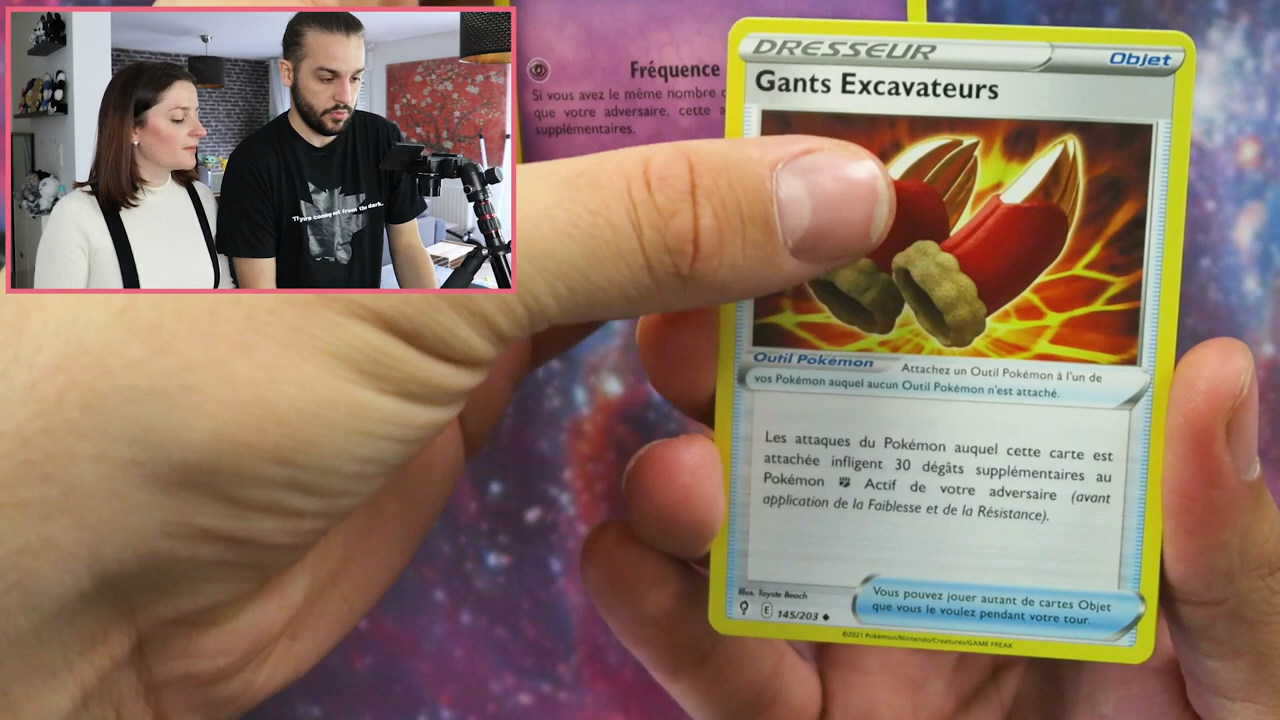 They're coming out from the dark.
Fréquence
Si vous avez le même nombre
que votre adversaire, cette
supplémentaires.
DRESSEUR
Objet
Gants Excavateurs
Outil Pokémon
Attachez un Outil Pokémon à l'un de
vos Pokémon auquel aucun Outil Pokémon n'est attaché.
Les attaques du Pokémon auquel cette carte est
attachée infligent 30 dégâts supplémentaires au
Pokémon Actif de votre adversaire (avant
application de la Faiblesse et de la Résistance).
Illus. Toyste Beach
E 145/203
Vous pouvez jouer autant de cartes Objet
que vous le voulez pendant votre tour.
©2021 Pokémon/Nintendo/Creatures/GAME FREAK